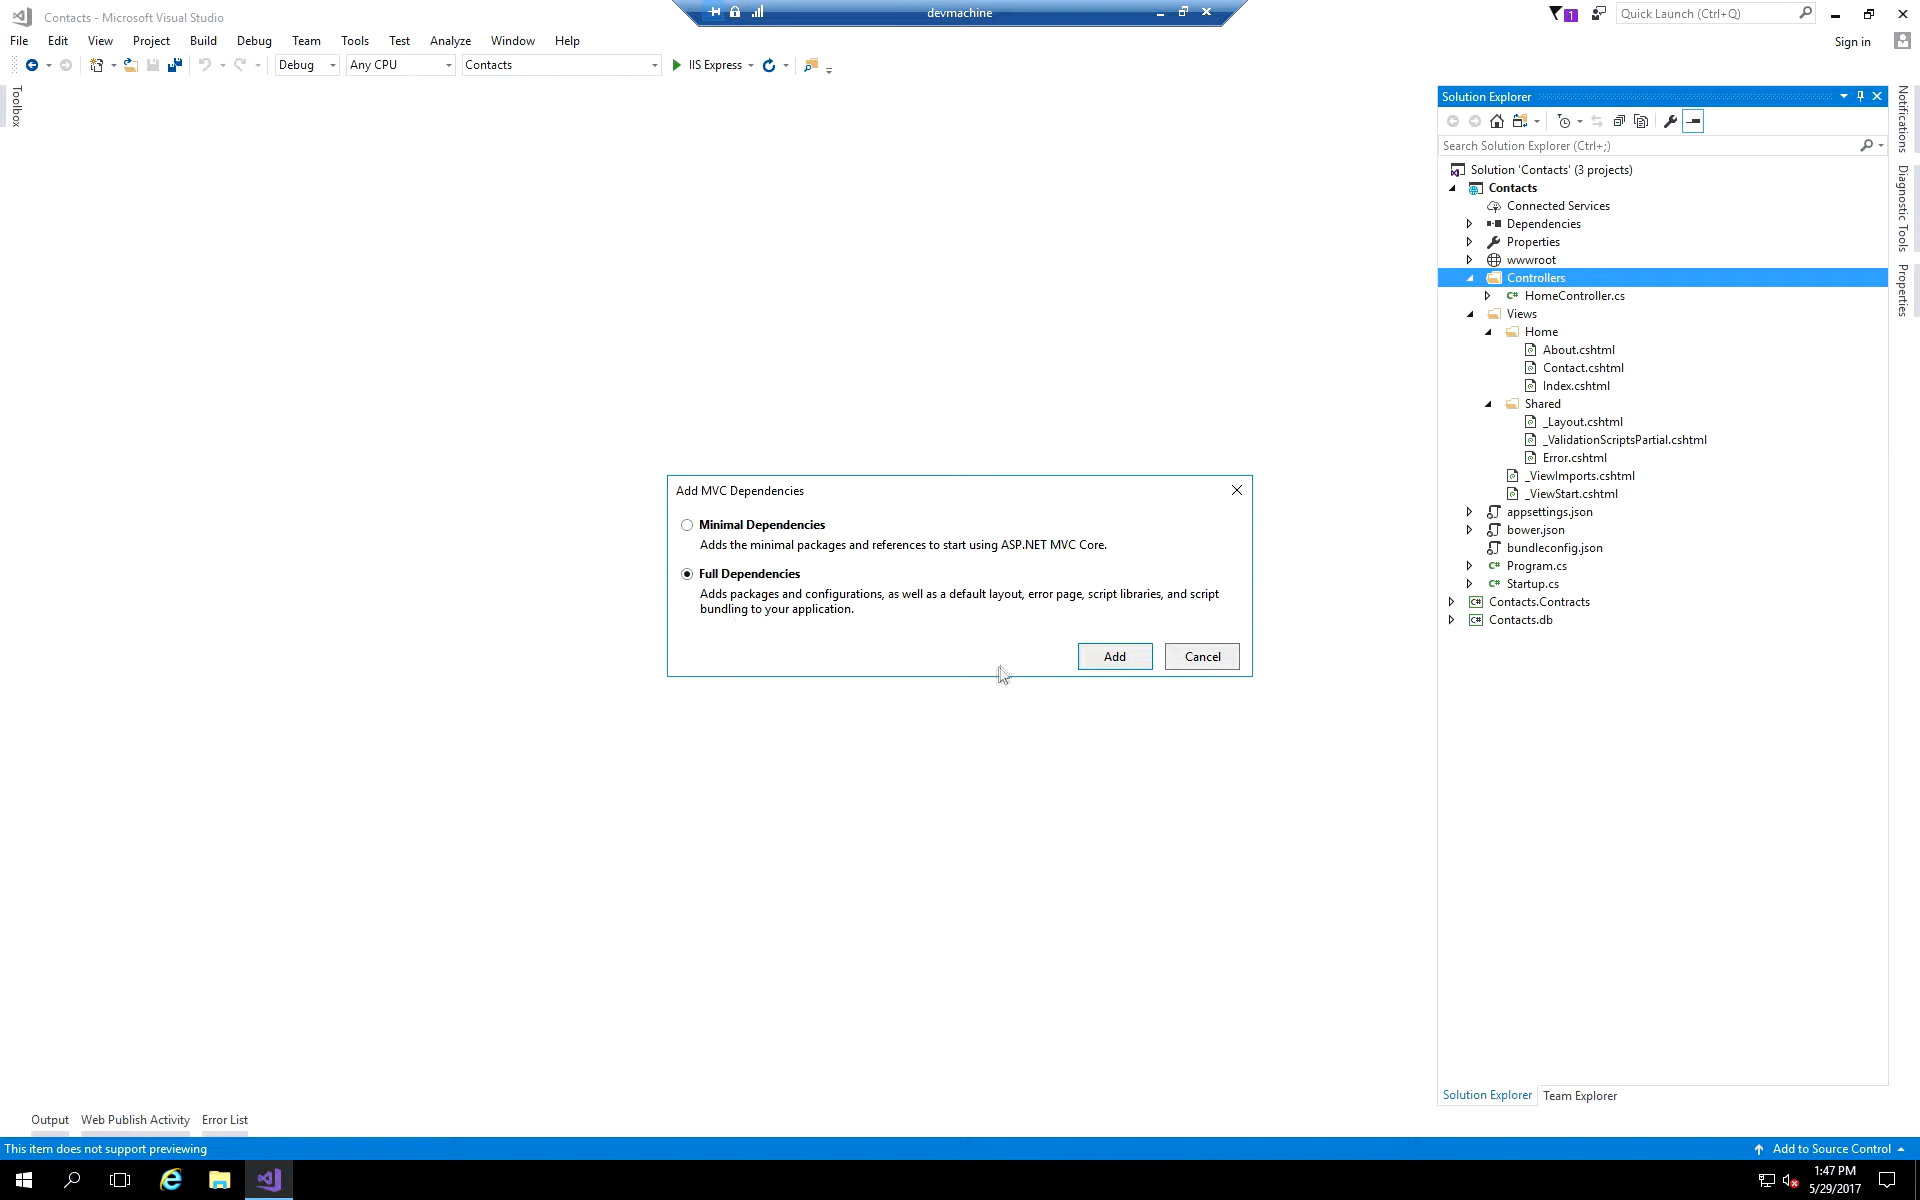 Contacts - Microsoft Visual Studio
devmachine
1
Quick Launch (Ctrl+Q)
File Edit View Project Build Debug Team Tools Test Analyze Window Help
Sign in
Debug Any CPU Contacts IIS Express
Toolbox
Solution Explorer
Search Solution Explorer (Ctrl+;)
Solution 'Contacts' (3 projects)
Contacts
Connected Services
Dependencies
Properties
wwwroot
Controllers
C# HomeController.cs
Views
Home
About.cshtml
Contact.cshtml
Index.cshtml
Shared
_Layout.cshtml
_ValidationScriptsPartial.cshtml
Error.cshtml
_ViewImports.cshtml
_ViewStart.cshtml
appsettings.json
bower.json
bundleconfig.json
C# Program.cs
C# Startup.cs
C# Contacts.Contracts
C# Contacts.db
Notifications
Diagnostic Tools
Properties
Add MVC Dependencies
Minimal Dependencies
Adds the minimal packages and references to start using ASP.NET MVC Core.
Full Dependencies
Adds packages and configurations, as well as a default layout, error page, script libraries, and script
bundling to your application.
Add Cancel
Solution Explorer Team Explorer
Output Web Publish Activity Error List
This item does not support previewing
Add to Source Control
1:47 PM
5/29/2017